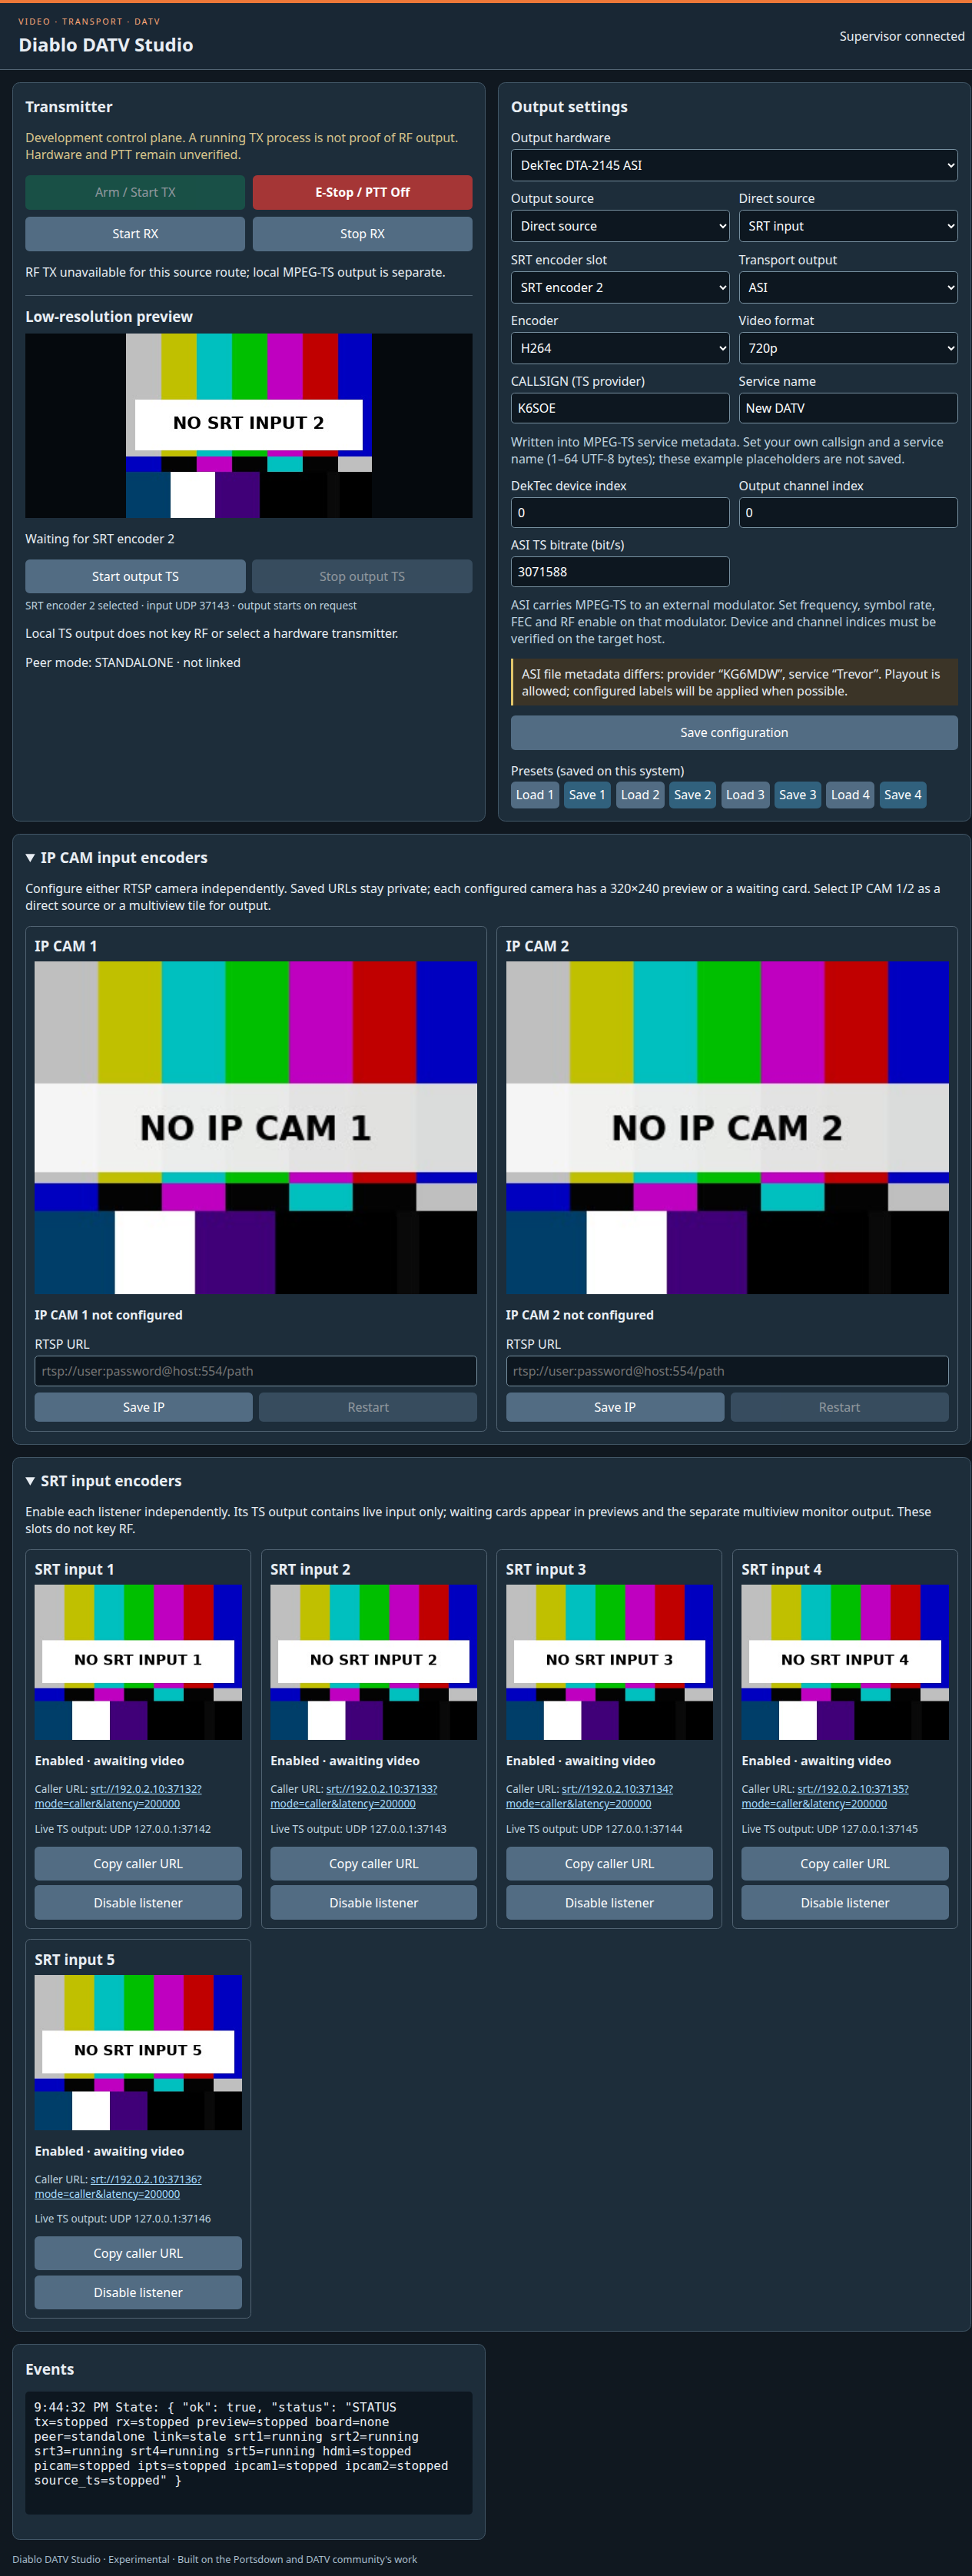 VIDEO · TRANSPORT · DATV
Diablo DATV Studio
Supervisor connected
Transmitter
Development control plane. A running TX process is not proof of RF output.
Hardware and PTT remain unverified.
Arm / Start TX
E-Stop / PTT Off
Start RX
Stop RX
RF TX unavailable for this source route; local MPEG-TS output is separate.
Low-resolution preview
NO SRT INPUT 2
Waiting for SRT encoder 2
Start output TS
Stop output TS
SRT encoder 2 selected · input UDP 37143 · output starts on request
Local TS output does not key RF or select a hardware transmitter.
Peer mode: STANDALONE · not linked
Output settings
Output hardware
DekTec DTA-2145 ASI
Output source
Direct source
Direct source
SRT input
SRT encoder slot
Transport output
SRT encoder 2
ASI
Encoder
Video format
H264
720p
CALLSIGN (TS provider)
Service name
K6SOE
New DATV
Written into MPEG-TS service metadata. Set your own callsign and a service
name (1–64 UTF-8 bytes); these example placeholders are not saved.
DekTec device index
Output channel index
0
0
ASI TS bitrate (bit/s)
3071588
ASI carries MPEG-TS to an external modulator. Set frequency, symbol rate,
FEC and RF enable on that modulator. Device and channel indices must be
verified on the target host.
ASI file metadata differs: provider “KG6MDW”, service “Trevor”. Playout is
allowed; configured labels will be applied when possible.
Save configuration
Presets (saved on this system)
Load 1
Save 1
Load 2
Save 2
Load 3
Save 3
Load 4
Save 4
▼ IP CAM input encoders
Configure either RTSP camera independently. Saved URLs stay private; each configured camera has a 320×240 preview or a waiting card. Select IP CAM 1/2 as a
direct source or a multiview tile for output.
IP CAM 1
NO IP CAM 1
IP CAM 1 not configured
RTSP URL
rtsp://user:password@host:554/path
Save IP
Restart
IP CAM 2
NO IP CAM 2
IP CAM 2 not configured
RTSP URL
rtsp://user:password@host:554/path
Save IP
Restart
▼ SRT input encoders
Enable each listener independently. Its TS output contains live input only; waiting cards appear in previews and the separate multiview monitor output. These
slots do not key RF.
SRT input 1
NO SRT INPUT 1
Enabled · awaiting video
Caller URL: srt://192.0.2.10:37132?
mode=caller&latency=200000
Live TS output: UDP 127.0.0.1:37142
Copy caller URL
Disable listener
SRT input 2
NO SRT INPUT 2
Enabled · awaiting video
Caller URL: srt://192.0.2.10:37133?
mode=caller&latency=200000
Live TS output: UDP 127.0.0.1:37143
Copy caller URL
Disable listener
SRT input 3
NO SRT INPUT 3
Enabled · awaiting video
Caller URL: srt://192.0.2.10:37134?
mode=caller&latency=200000
Live TS output: UDP 127.0.0.1:37144
Copy caller URL
Disable listener
SRT input 4
NO SRT INPUT 4
Enabled · awaiting video
Caller URL: srt://192.0.2.10:37135?
mode=caller&latency=200000
Live TS output: UDP 127.0.0.1:37145
Copy caller URL
Disable listener
SRT input 5
NO SRT INPUT 5
Enabled · awaiting video
Caller URL: srt://192.0.2.10:37136?
mode=caller&latency=200000
Live TS output: UDP 127.0.0.1:37146
Copy caller URL
Disable listener
Events
9:44:32 PM State: { "ok": true, "status": "STATUS
tx=stopped rx=stopped preview=stopped board=none
peer=standalone link=stale srt1=running srt2=running
srt3=running srt4=running srt5=running hdmi=stopped
picam=stopped ipts=stopped ipcam1=stopped ipcam2=stopped
source_ts=stopped" }
Diablo DATV Studio · Experimental · Built on the Portsdown and DATV community's work